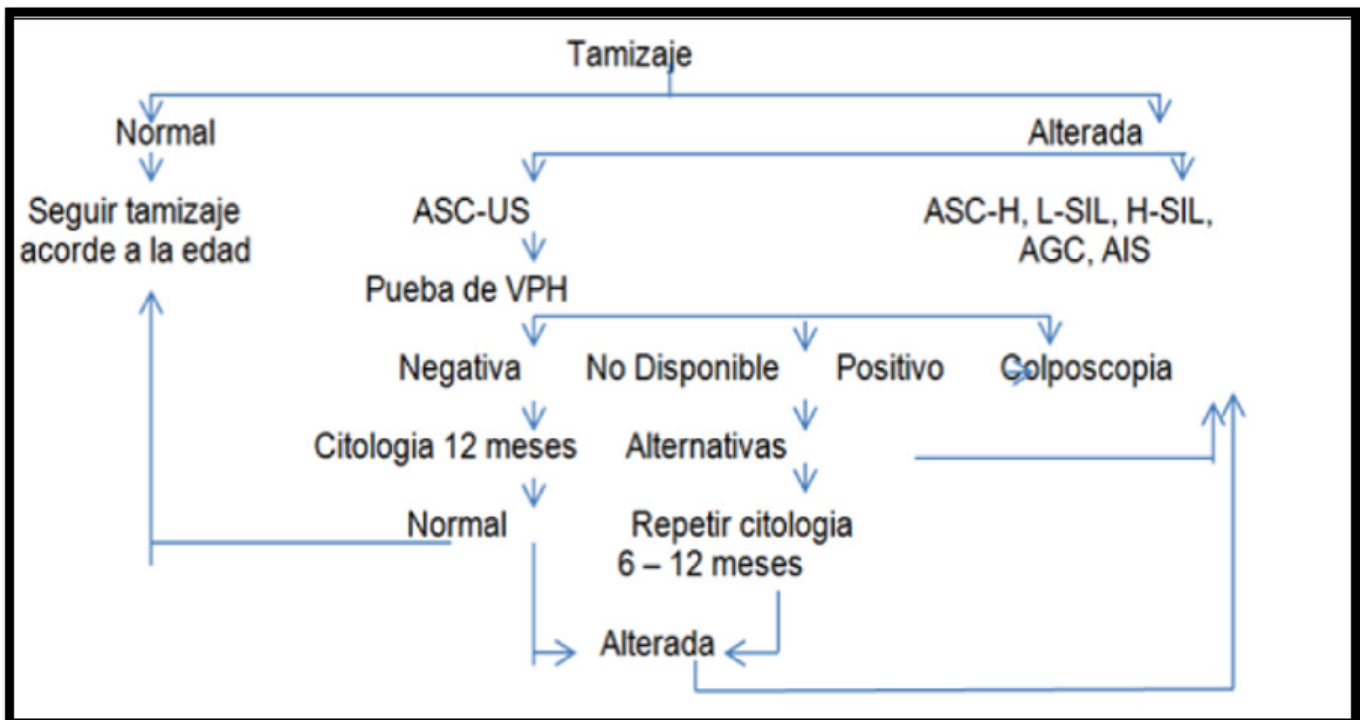 Tamizaje
Normal
Alterada
Seguir tamizaje
acorde a la edad
ASC-US
ASC-H, L-SIL, H-SIL,
AGC, AIS
Pueba de VPH
Negativa
No Disponible
Positivo
Colposcopia
Citologia 12 meses
Alternativas
Normal
Repetir citologia
6 – 12 meses
Alterada